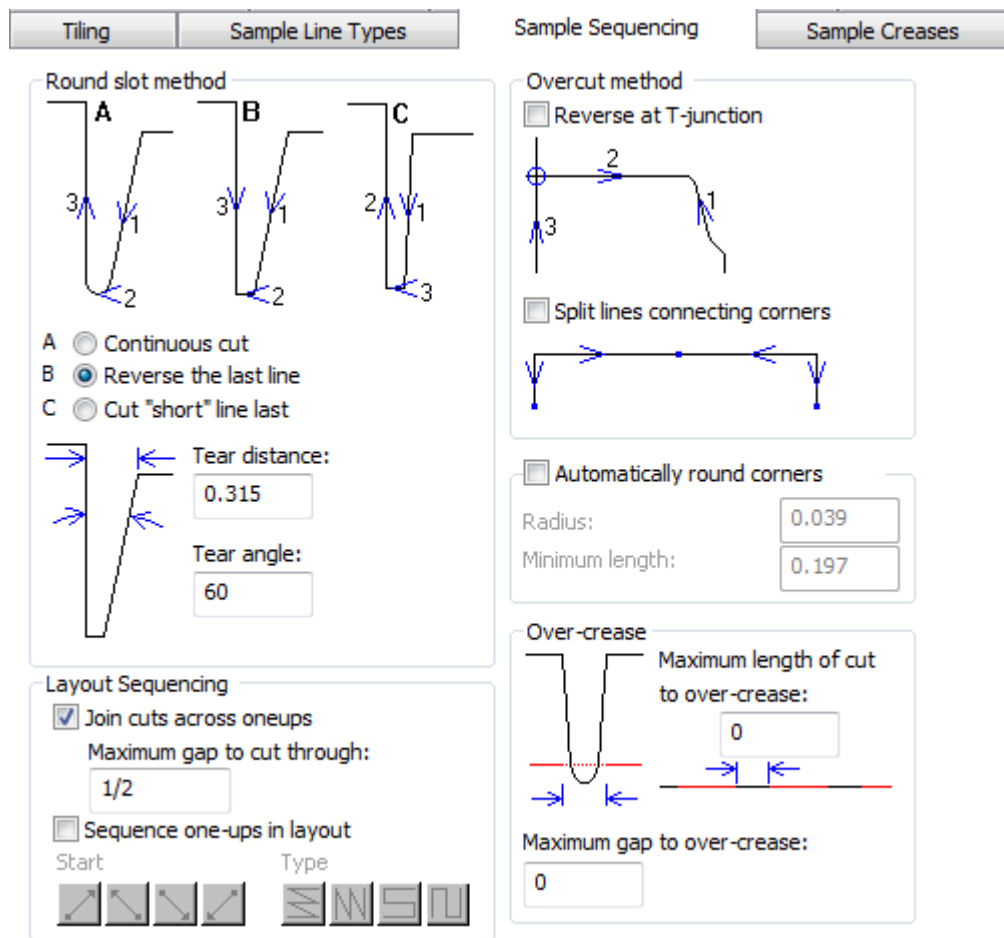 Tiling
Sample Line Types
Sample Sequencing
Sample Creases
Round slot method
A
B
C
3
1
2
3
1
2
2
1
3
A Continuous cut
B Reverse the last line
C Cut "short" line last
Tear distance:
0.315
Tear angle:
60
Layout Sequencing
Join cuts across oneups
Maximum gap to cut through:
1/2
Sequence one-ups in layout
Start
Type
Overcut method
Reverse at T-junction
2
1
3
Split lines connecting corners
Automatically round corners
Radius:
0.039
Minimum length:
0.197
Over-crease
Maximum length of cut
to over-crease:
0
Maximum gap to over-crease:
0